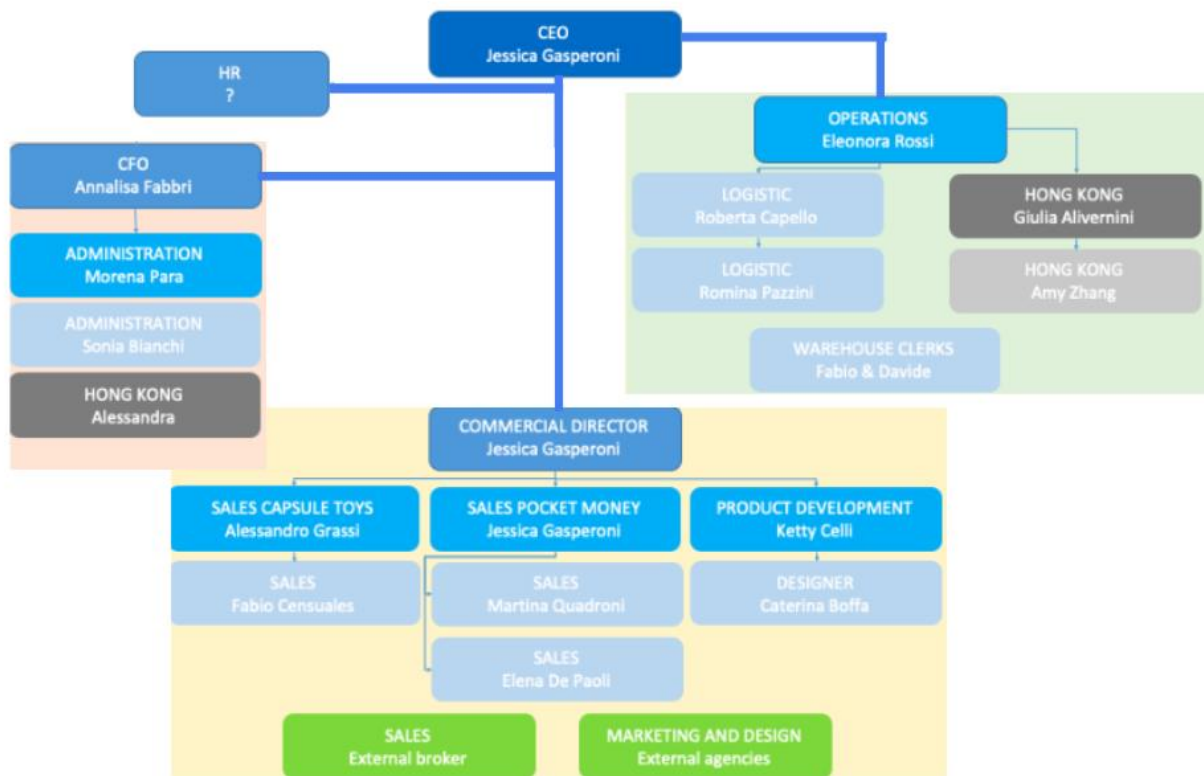 CEO
Jessica Gasperoni
HR
?
OPERATIONS
Eleonora Rossi
CFO
Annalisa Fabbri
LOGISTIC
Roberta Capello
HONG KONG
Giulia Alivernini
ADMINISTRATION
Morena Para
LOGISTIC
Romina Pazzini
HONG KONG
Amy Zhang
ADMINISTRATION
Sonia Bianchi
WAREHOUSE CLERKS
Fabio & Davide
HONG KONG
Alessandra
COMMERCIAL DIRECTOR
Jessica Gasperoni
SALES CAPSULE TOYS
Alessandro Grassi
SALES POCKET MONEY
Jessica Gasperoni
PRODUCT DEVELOPMENT
Ketty Celli
SALES
Fabio Censuales
SALES
Martina Quadroni
DESIGNER
Caterina Boffa
SALES
Elena De Paoli
SALES
External broker
MARKETING AND DESIGN
External agencies